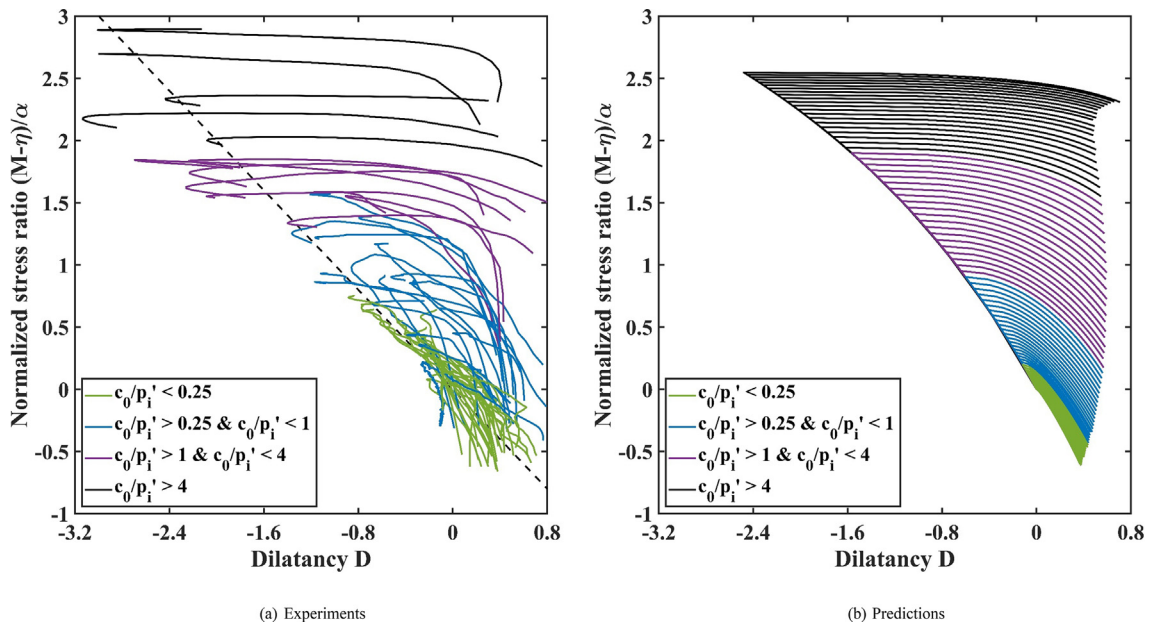 3
2.5
2
1.5
1
0.5
0
-0.5
-1
Normalized stress ratio (M-η)/α
c₀/pᵢ' < 0.25
c₀/pᵢ' > 0.25 & c₀/pᵢ' < 1
c₀/pᵢ' > 1 & c₀/pᵢ' < 4
c₀/pᵢ' > 4
-3.2 -2.4 -1.6 -0.8 0 0.8
Dilatancy D
(a) Experiments
3
2.5
2
1.5
1
0.5
0
-0.5
-1
Normalized stress ratio (M-η)/α
c₀/pᵢ' < 0.25
c₀/pᵢ' > 0.25 & c₀/pᵢ' < 1
c₀/pᵢ' > 1 & c₀/pᵢ' < 4
c₀/pᵢ' > 4
-3.2 -2.4 -1.6 -0.8 0 0.8
Dilatancy D
(b) Predictions